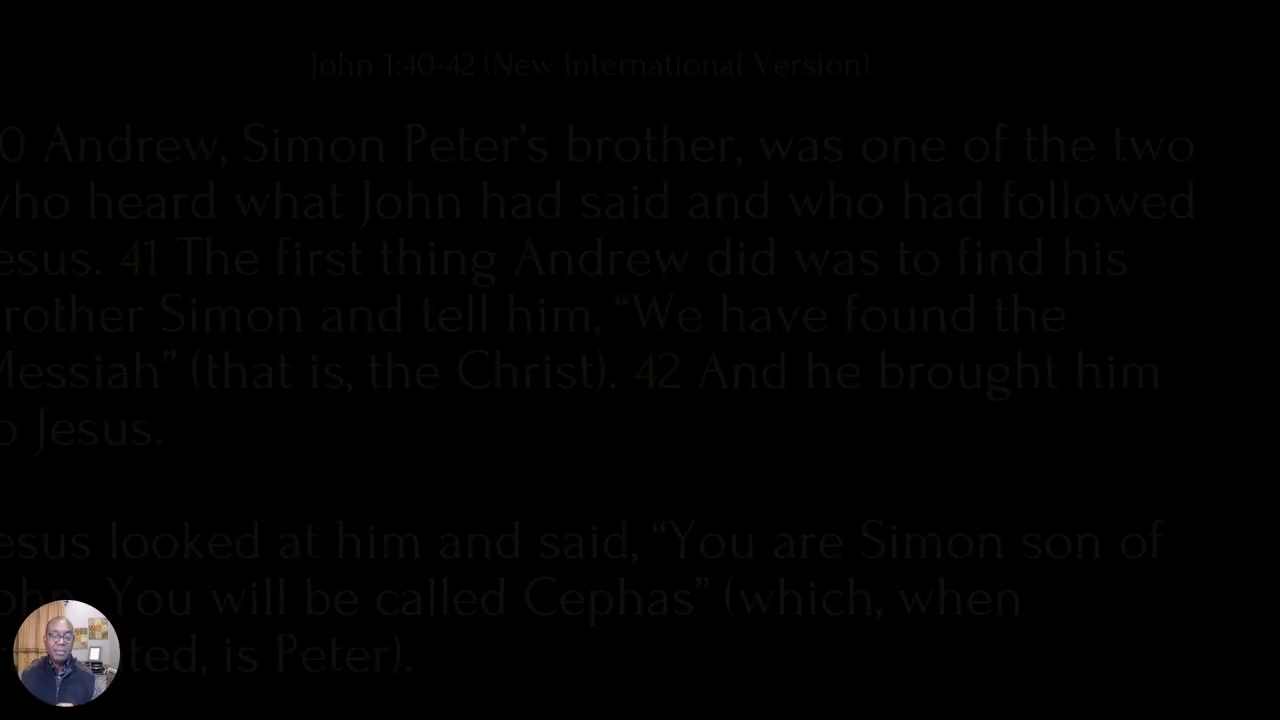 John 1:40-42 (New International Version)
0 Andrew, Simon Peter’s brother, was one of the two
who heard what John had said and who had followed
esus. 41 The first thing Andrew did was to find his
rother Simon and tell him, “We have found the
Messiah” (that is, the Christ). 42 And he brought him
o Jesus.
esus looked at him and said, “You are Simon son of
You will be called Cephas” (which, when
ted, is Peter).